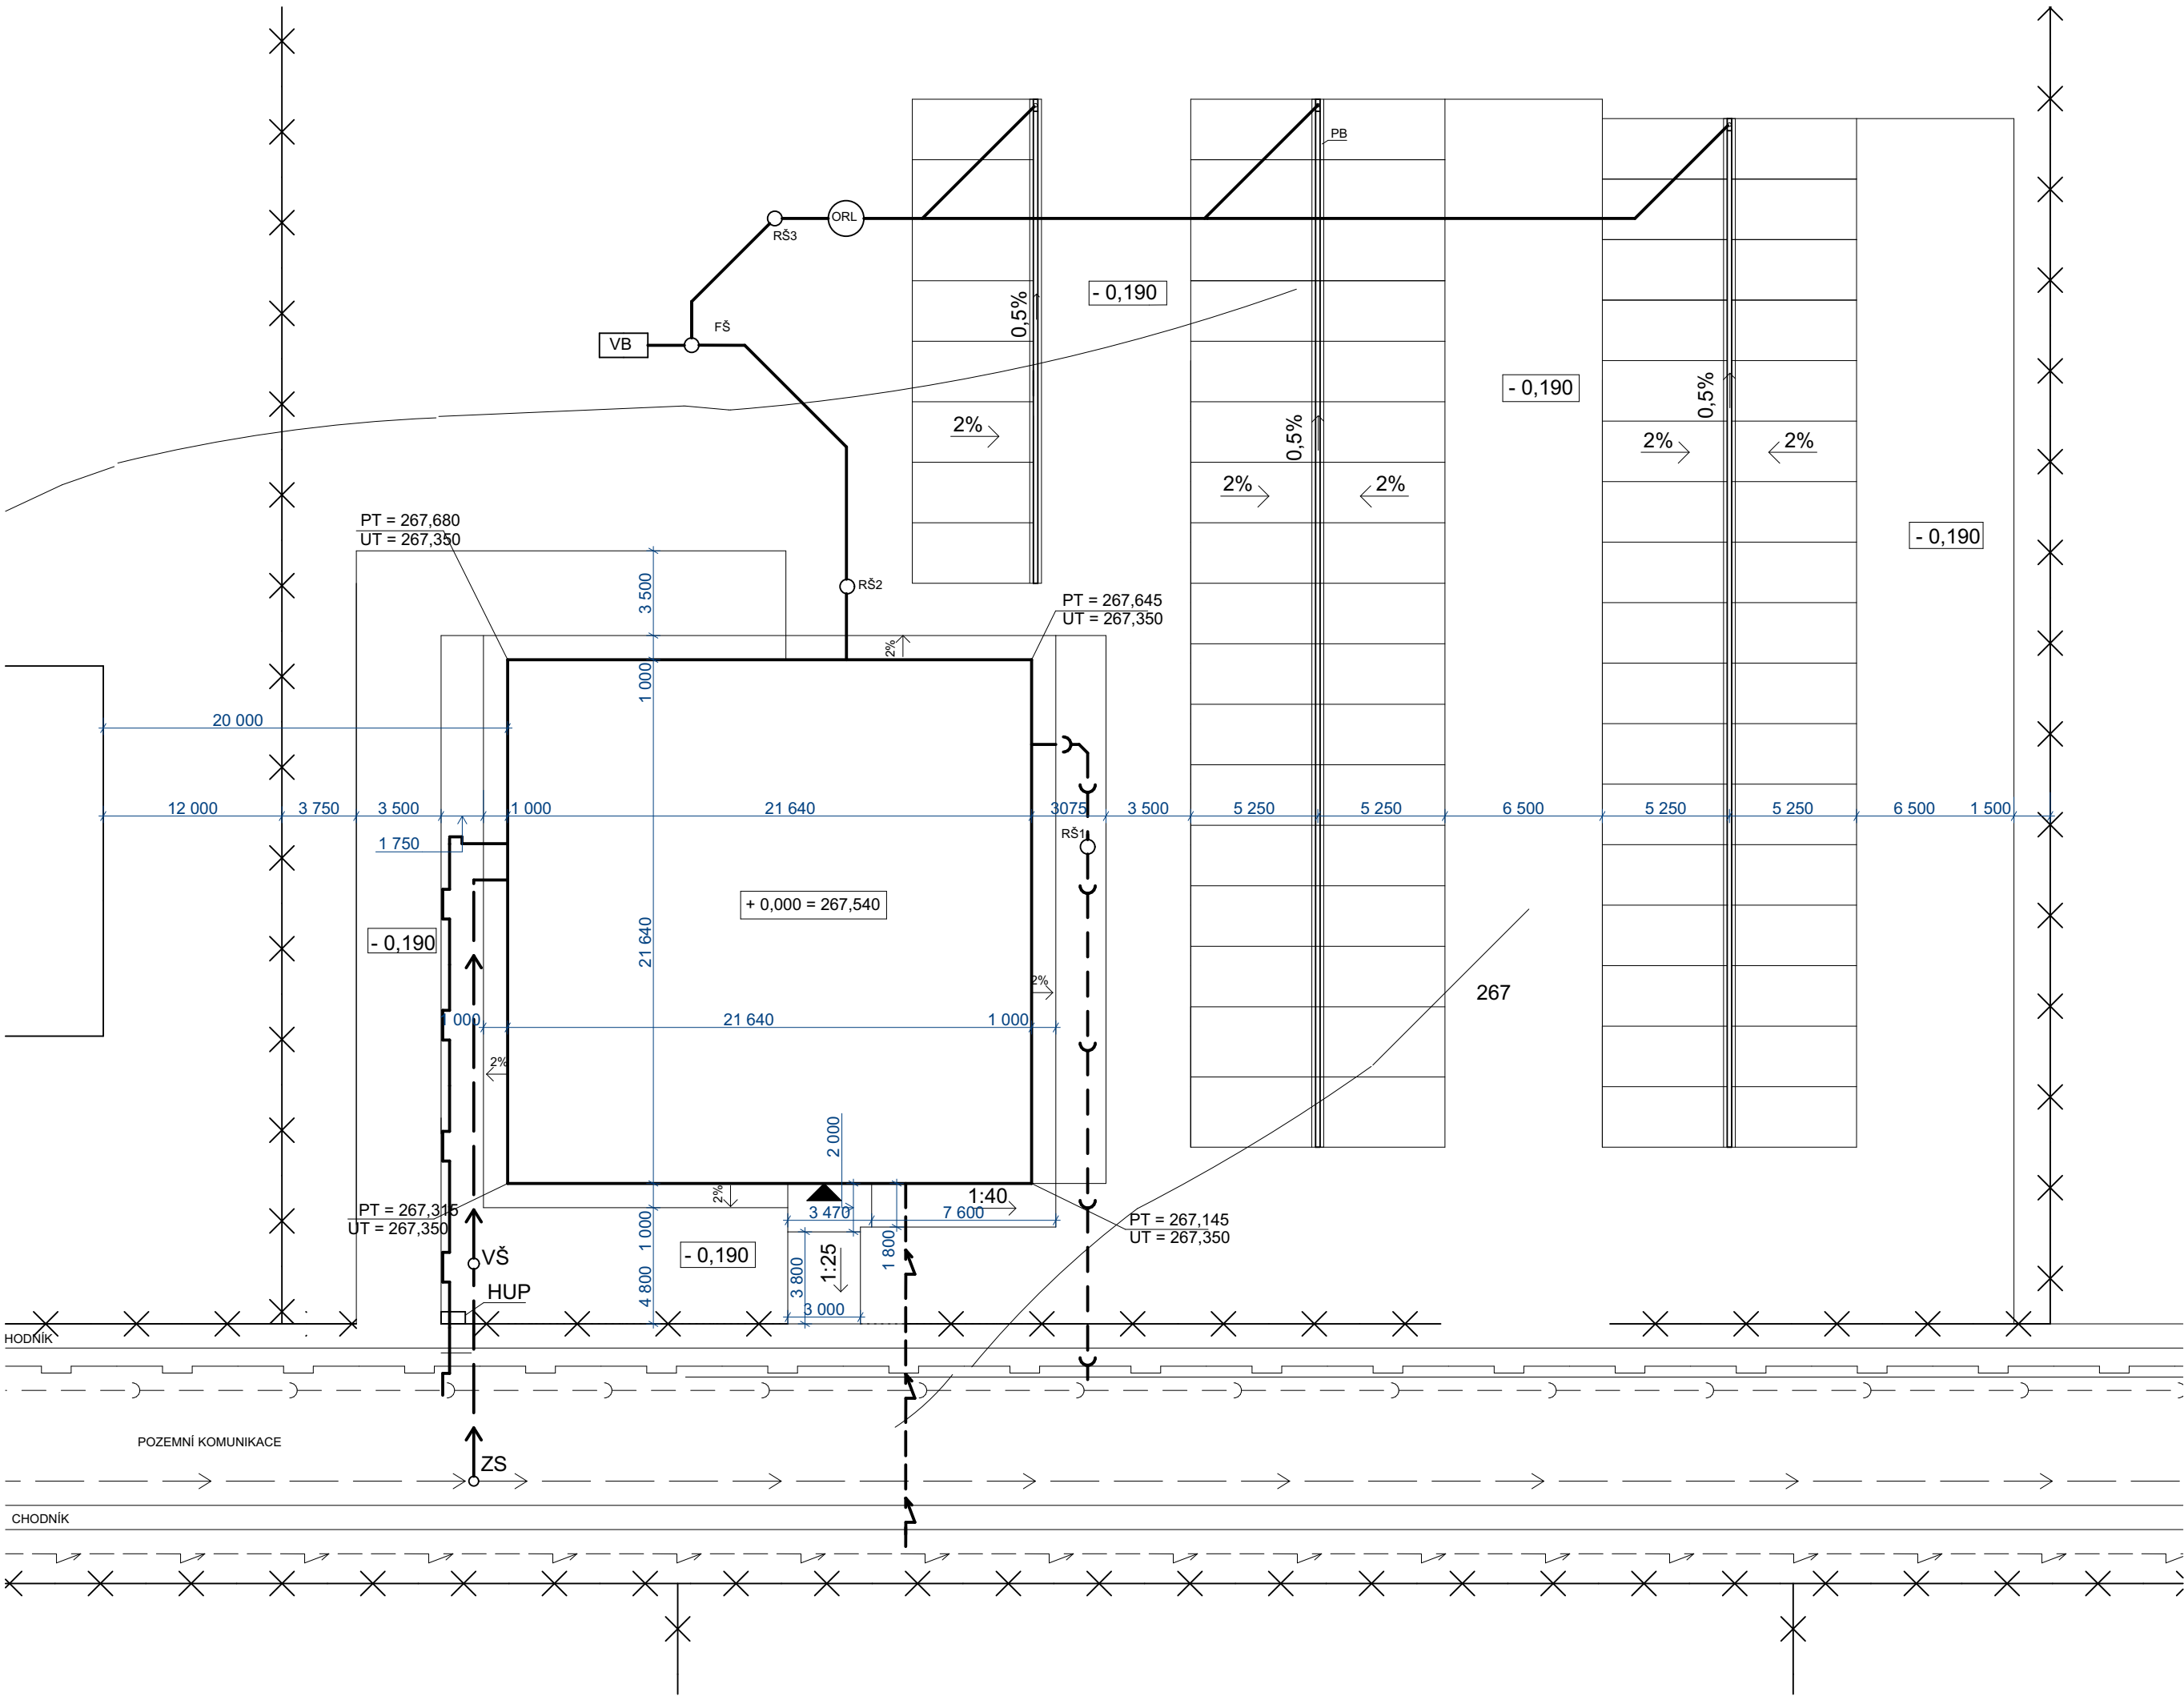 PB
ORL
RŠ3
- 0,190
0,5%
FŠ
VB
- 0,190
0,5%
0,5%
2%
2%
2%
2%
2%
PT = 267,680
UT = 267,350
- 0,190
3 500
RŠ2
PT = 267,645
UT = 267,350
2%
1 000
20 000
12 000
3 750
3 500
1 000
21 640
3075
3 500
5 250
5 250
6 500
5 250
5 250
6 500
1 500
1 750
RŠ1
+ 0,000 = 267,540
- 0,190
21 640
2%
267
1 000
21 640
1 000
2%
2 000
2%
1:40
PT = 267,315
UT = 267,350
3 470
7 600
PT = 267,145
UT = 267,350
1 000
- 0,190
1 800
1:25
VŠ
4 800
3 800
HUP
3 000
HODNÍK
POZEMNÍ KOMUNIKACE
ZS
CHODNÍK